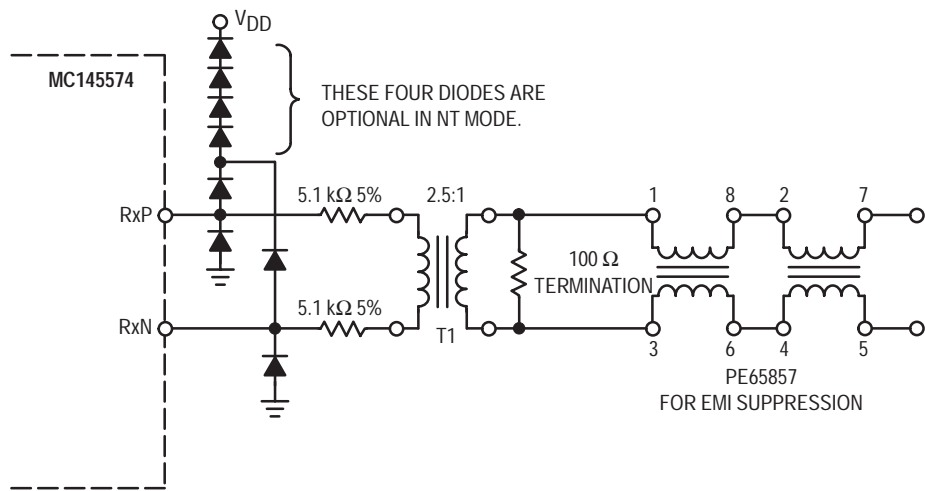 VDD
MC145574
THESE FOUR DIODES ARE
OPTIONAL IN NT MODE.
5.1 kΩ 5%
2.5:1
1
8
2
7
RxP
100 Ω
TERMINATION
5.1 kΩ 5%
RxN
T1
3
6
4
5
PE65857
FOR EMI SUPPRESSION